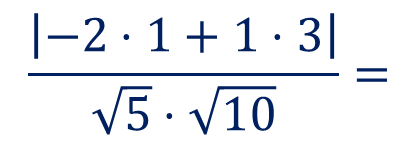 |−2 · 1 + 1 · 3|
√5 · √10 =